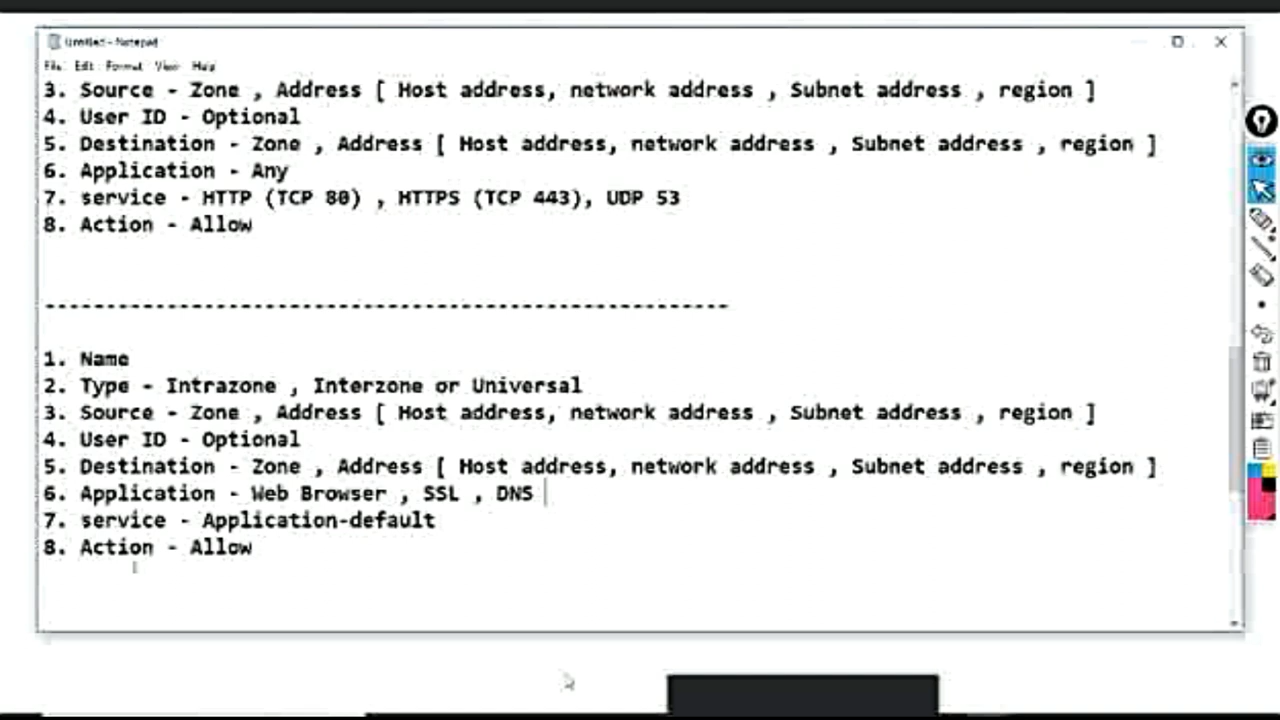 Untitled - Notepad
File Edit Format View Help
3. Source - Zone , Address [ Host address, network address , Subnet address , region ]
4. User ID - Optional
5. Destination - Zone , Address [ Host address, network address , Subnet address , region ]
6. Application - Any
7. service - HTTP (TCP 80) , HTTPS (TCP 443), UDP 53
8. Action - Allow
--------------------------------------------------------
1. Name
2. Type - Intrazone , Interzone or Universal
3. Source - Zone , Address [ Host address, network address , Subnet address , region ]
4. User ID - Optional
5. Destination - Zone , Address [ Host address, network address , Subnet address , region ]
6. Application - Web Browser , SSL , DNS
7. service - Application-default
8. Action - Allow